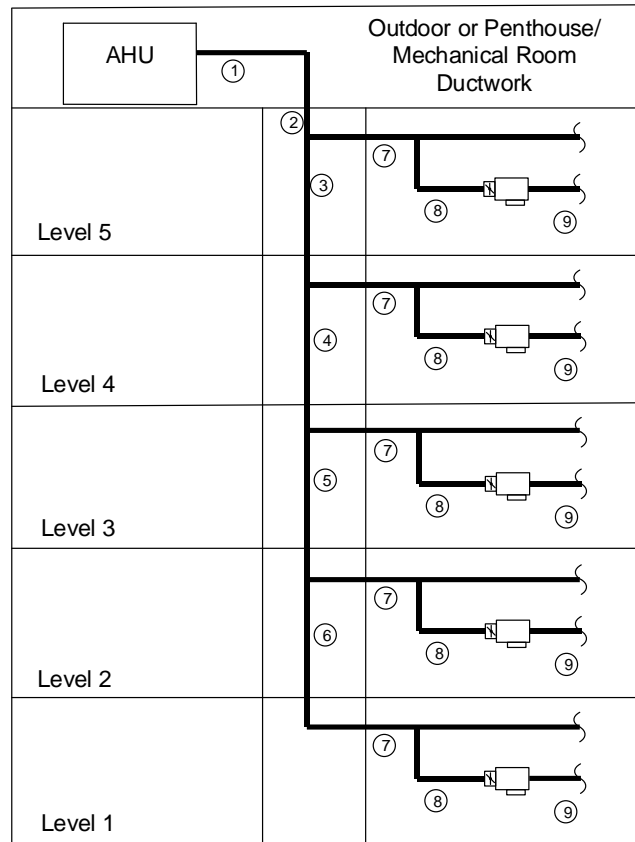 AHU
Outdoor or Penthouse/
Mechanical Room
Ductwork
1
2
7
3
8
9
Level 5
7
4
8
9
Level 4
7
5
8
9
Level 3
7
6
8
9
Level 2
7
8
9
Level 1